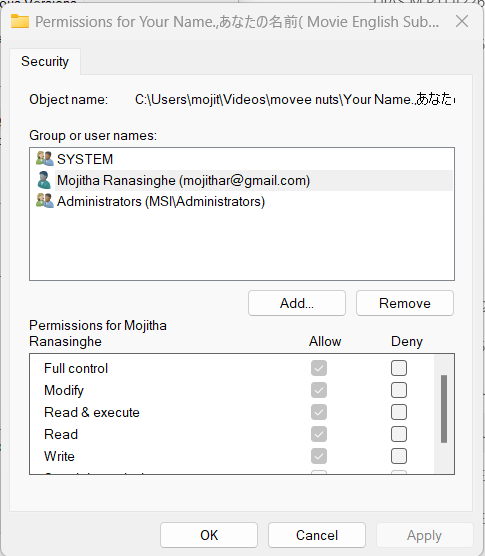 Permissions for Your Name.,あなたの名前( Movie English Sub...
Security
Object name: C:\Users\mojit\Videos\movee nuts\Your Name.,あなた
Group or user names:
SYSTEM
Mojitha Ranasinghe (mojithar@gmail.com)
Administrators (MSI\Administrators)
Add...
Remove
Permissions for Mojitha
Ranasinghe Allow Deny
Full control
Modify
Read & execute
Read
Write
OK
Cancel
Apply